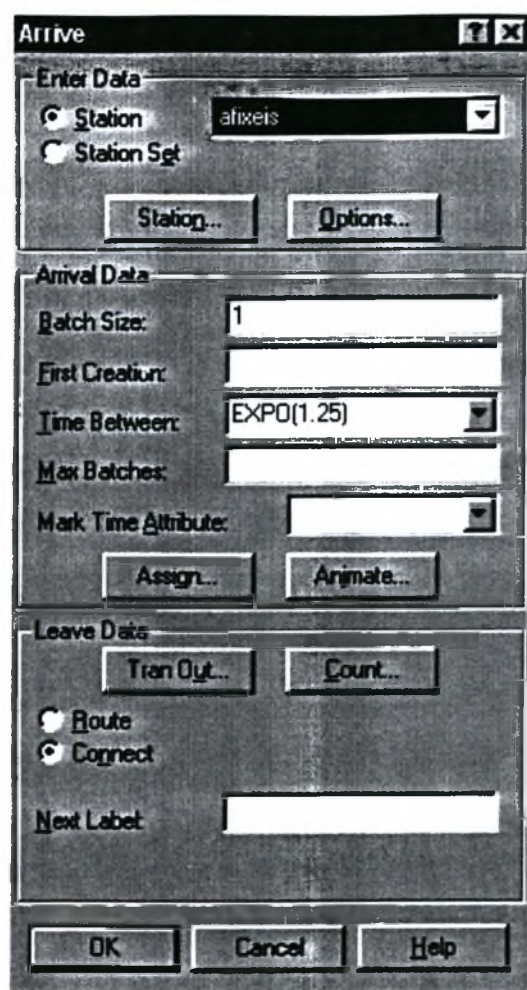 Arrive
Enter Data
Station afixeis
Station Set
Station... Options...
Arrival Data
Batch Size: 1
First Creation:
Time Between: EXPO(1.25)
Max Batches:
Mark Time Attribute:
Assign... Animate...
Leave Data
Tran Out... Count...
Route
Connect
Next Label:
OK Cancel Help